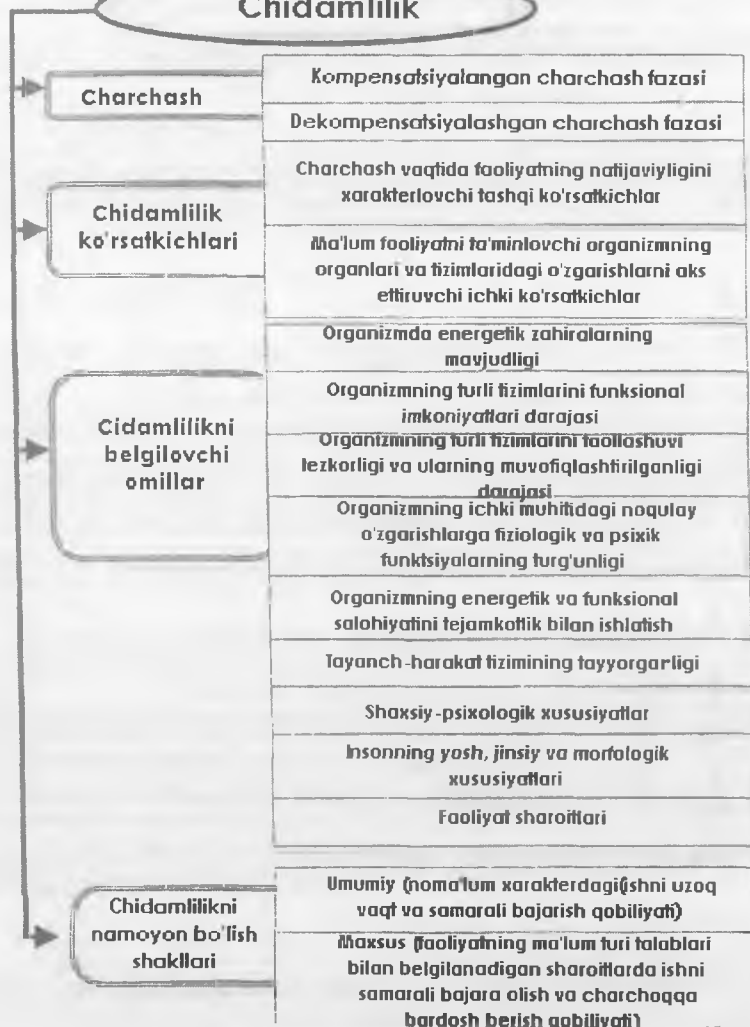 Chidamlilik
Charchash
Kompensatsiyalangan charchash fazasi
Dekompensatsiyalashgan charchash fazasi
Chidamlilik
ko'rsatkichlari
Charchash vaqtida faoliyatning natijaviyligini
xarakterlovchi tashqi ko'rsatkichlar
Ma'lum fooliyatni ta'minlovchi organizmning
organlari va tizimlaridagi o'zgarishlarni aks
ettiruvchi ichki ko'rsatkichlar
Cidamlilikni
belgilovchi
omillar
Organizmda energetik zahiralarning
mavjudligi
Organizmning turli tizimlarini funksional
imkoniyatlari darajasi
Organizmning turli tizimlarini faollashuvi
tezkorligi va ularning muvofiqlashtirilganligi
darajasi
Organizmning ichki muhitidagi noqulay
o'zgarishlarga fiziologik va psixik
funktsiyalarning turg'unligi
Organizmning energetik va funksional
salohiyatini tejamkotlik bilan ishlatish
Tayanch-harakat tizimining tayyorgarligi
Shaxsiy-psixologik xususiyatlar
Insonning yosh, jinsiy va morfologik
xususiyatlari
Faoliyat sharoitlari
Chidamlilikni
namoyon bo'lish
shakllari
Umumiy (noma'lum xarakterdagi(ishni uzoq
vaqt va samarali bajarish qobiliyati)
Maxsus (faoliyatning ma'lum turi talablari
bilan belgilanadigan sharoitlarda ishni
samarali bajara olish va charchoqqa
bardosh berish qobiliyati)